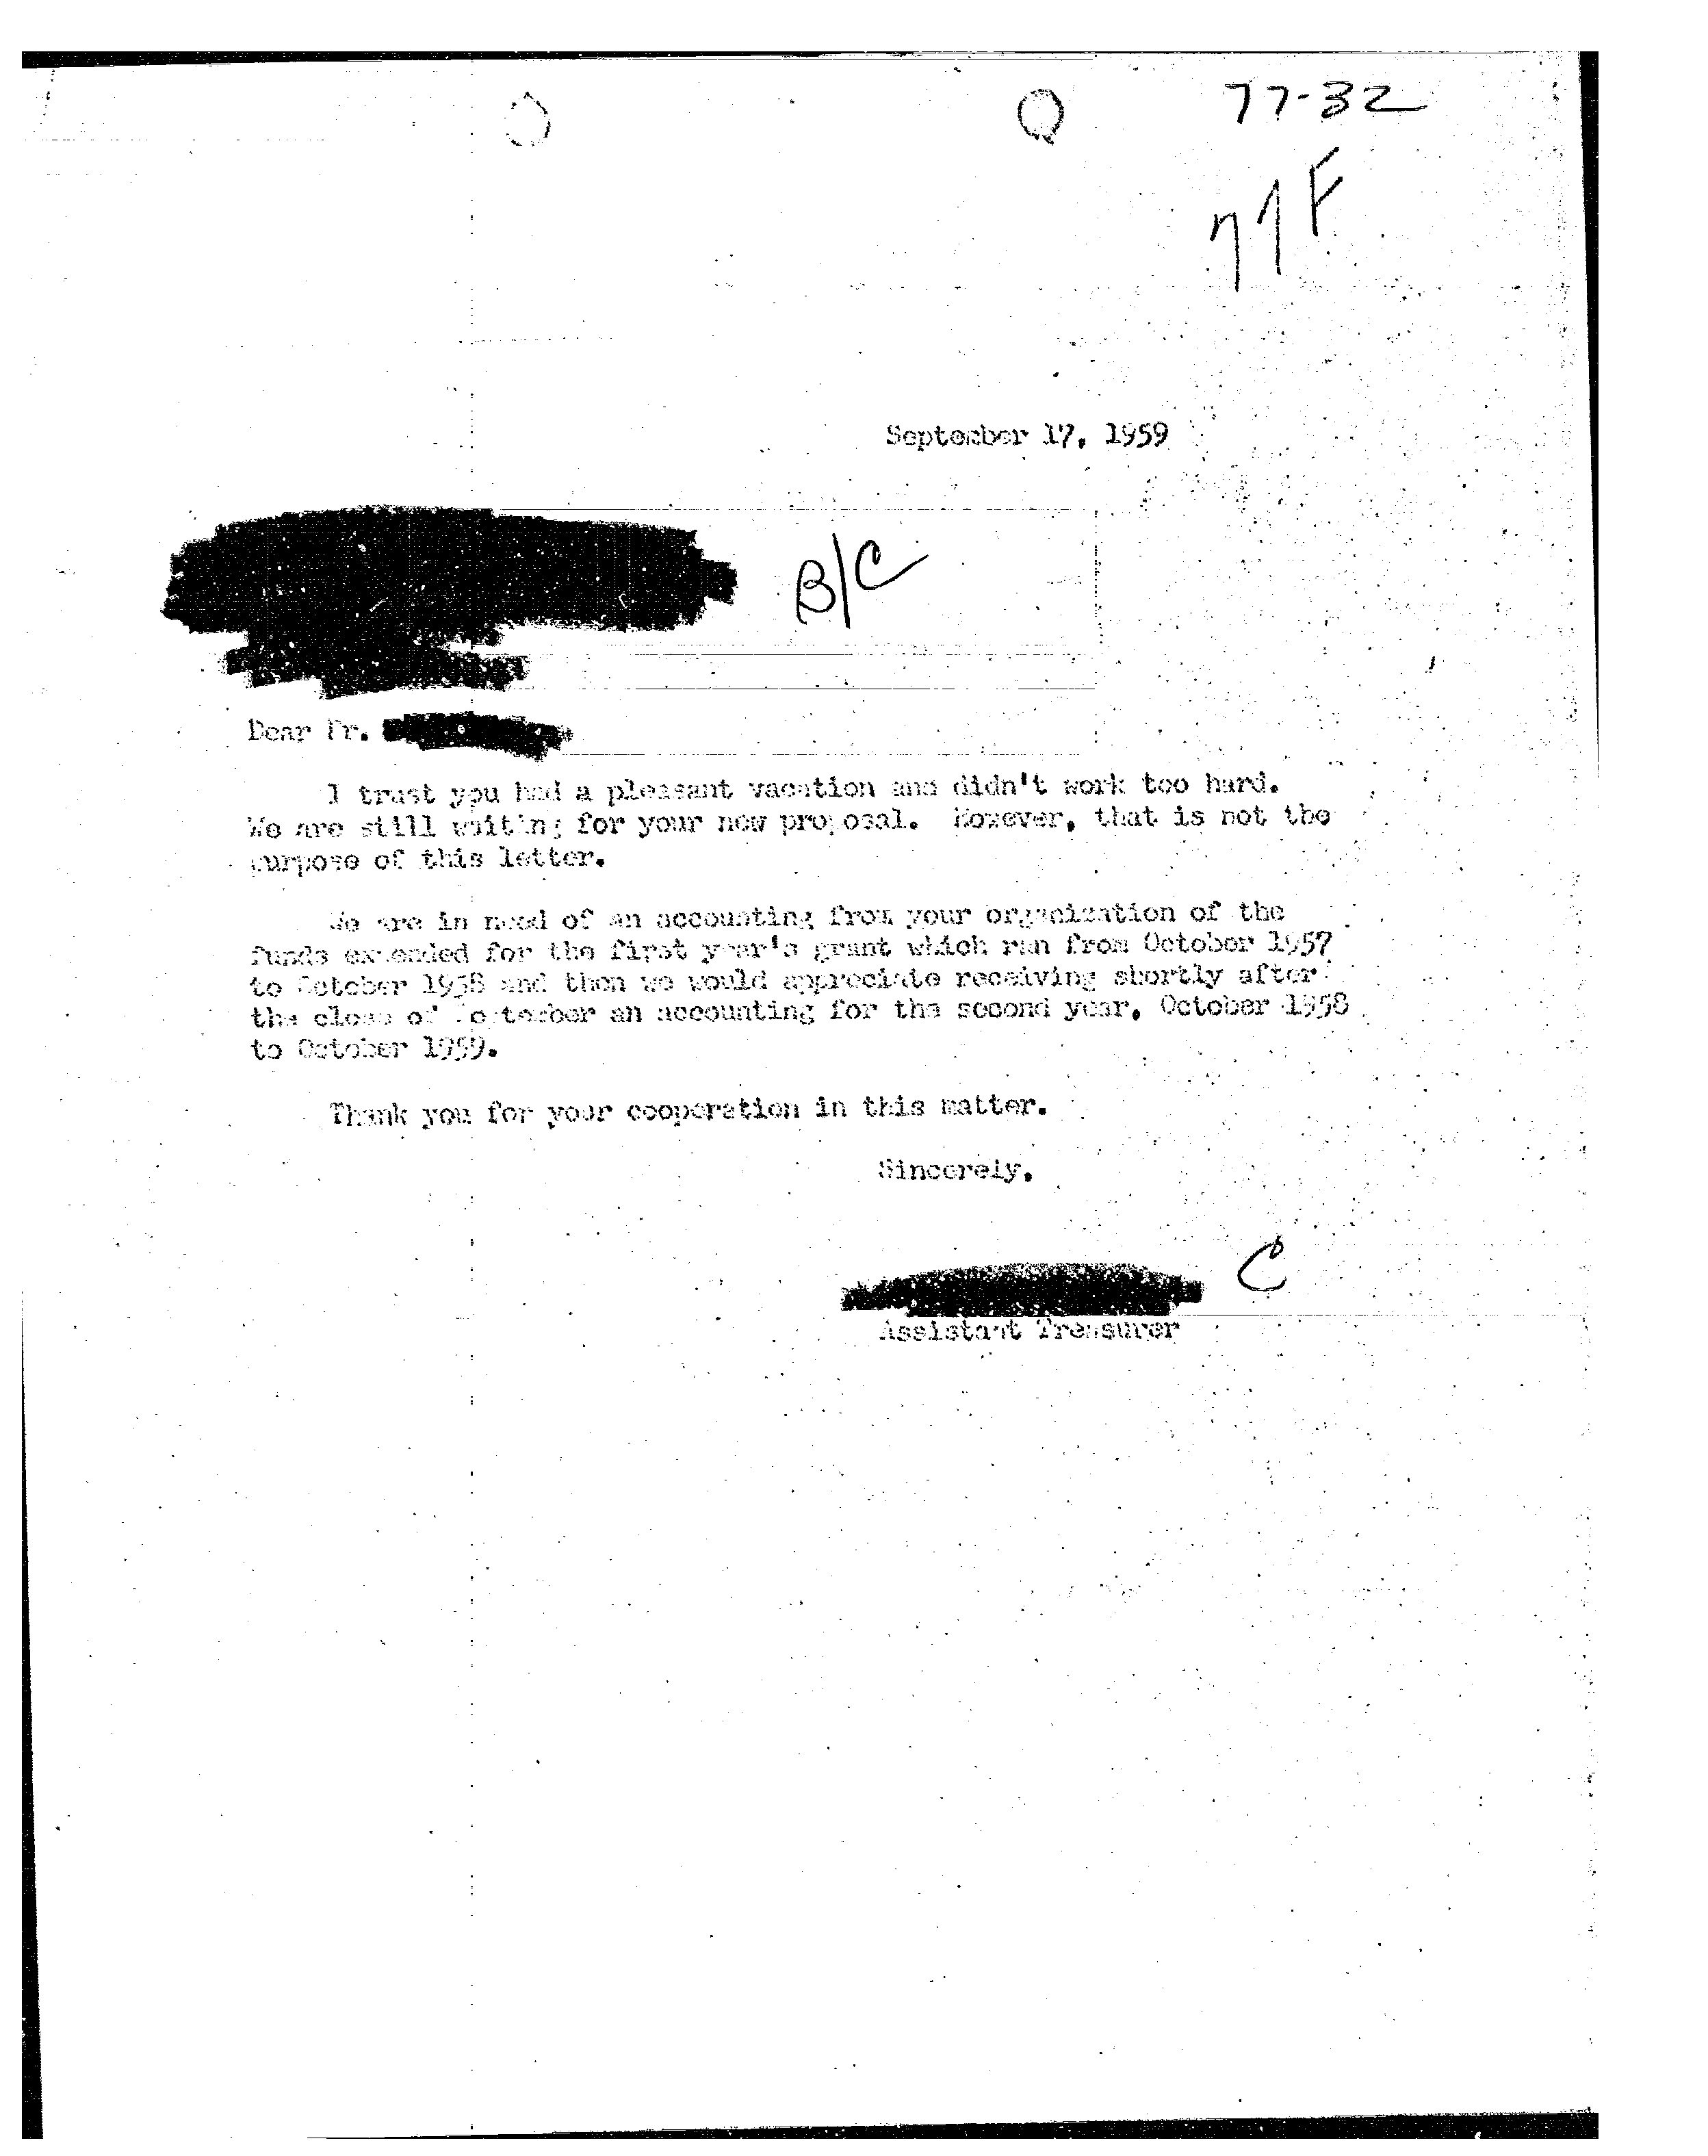 77-32
September 17, 1959
B/C
Dear Dr.
I trust you had a pleasant vacation and didn't work too hard.
We are still waiting for your new proposal. However, that is not the
purpose of this letter.
We are in need of an accounting from your organization of the
funds expended for the first year's grant which ran from October 1957
to October 1958 and then we would appreciate receiving shortly after
the close of September an accounting for the second year, October 1958
to October 1959.
Thank you for your cooperation in this matter.
Sincerely,
C
Assistant Treasurer